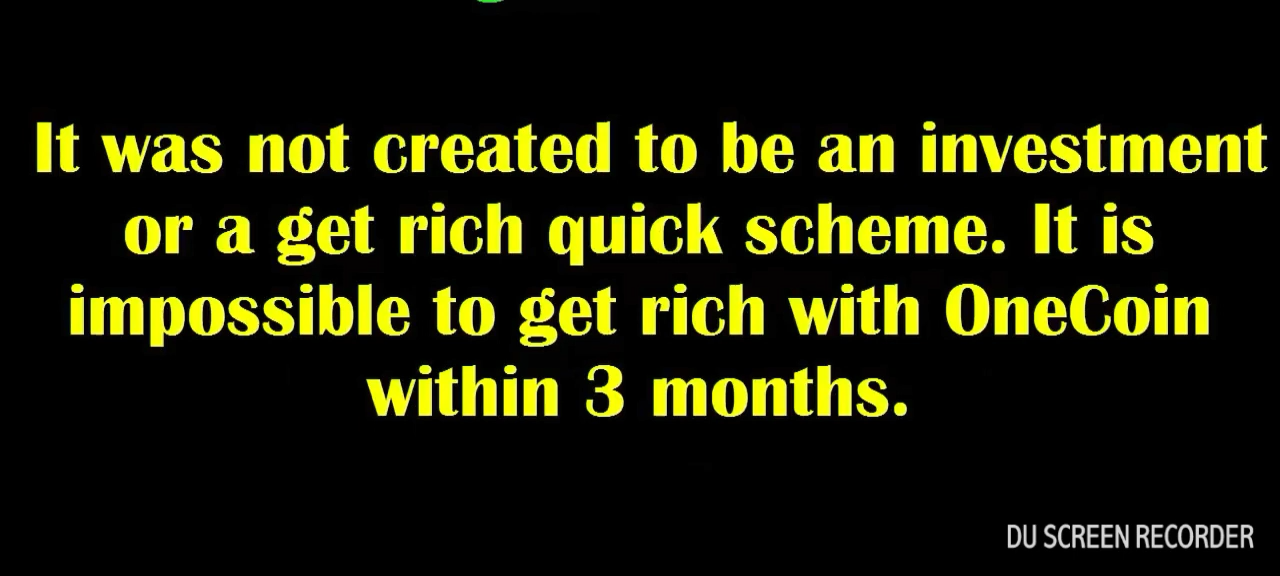 It was not created to be an investment
or a get rich quick scheme. It is
impossible to get rich with OneCoin
within 3 months.
DU SCREEN RECORDER